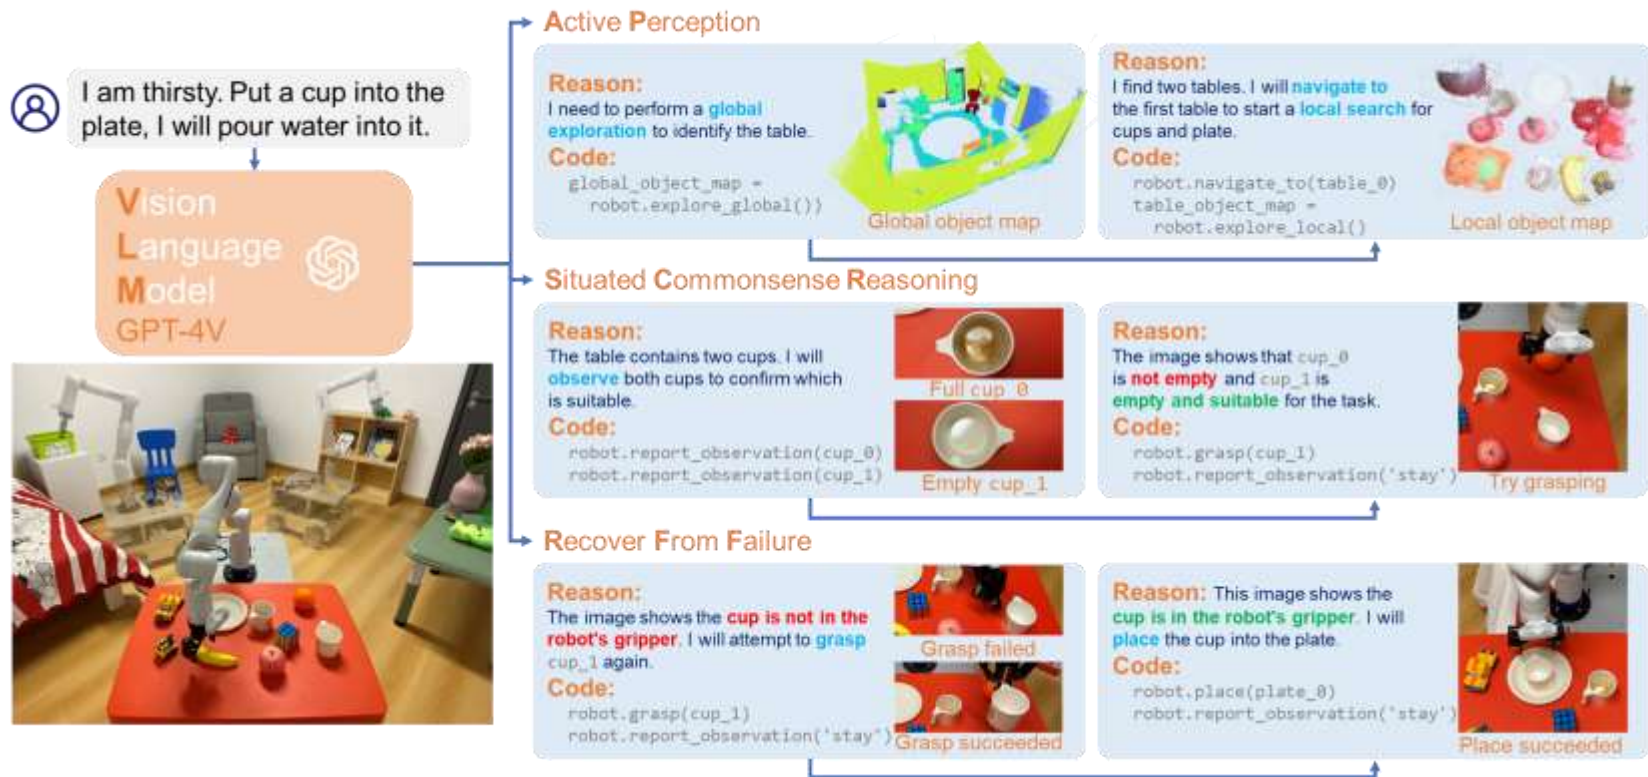 I am thirsty. Put a cup into the
plate, I will pour water into it.
Vision
Language
Model
GPT-4V
Active Perception
Reason:
I need to perform a global
exploration to identify the table.
Code:
global_object_map =
robot.explore_global())
Global object map
Reason:
I find two tables. I will navigate to
the first table to start a local search for
cups and plate.
Code:
robot.navigate_to(table_0)
table_object_map =
robot.explore_local()
Local object map
Situated Commonsense Reasoning
Reason:
The table contains two cups. I will
observe both cups to confirm which
is suitable.
Code:
robot.report_observation(cup_0)
robot.report_observation(cup_1)
Full cup_0
Empty cup_1
Reason:
The image shows that cup_0
is not empty and cup_1 is
empty and suitable for the task.
Code:
robot.grasp(cup_1)
robot.report_observation('stay')
Try grasping
Recover From Failure
Reason:
The image shows the cup is not in the
robot's gripper. I will attempt to grasp
cup_1 again.
Code:
robot.grasp(cup_1)
robot.report_observation('stay')
Grasp failed
Grasp succeeded
Reason: This image shows the
cup is in the robot's gripper. I will
place the cup into the plate.
Code:
robot.place(plate_0)
robot.report_observation('stay')
Place succeeded